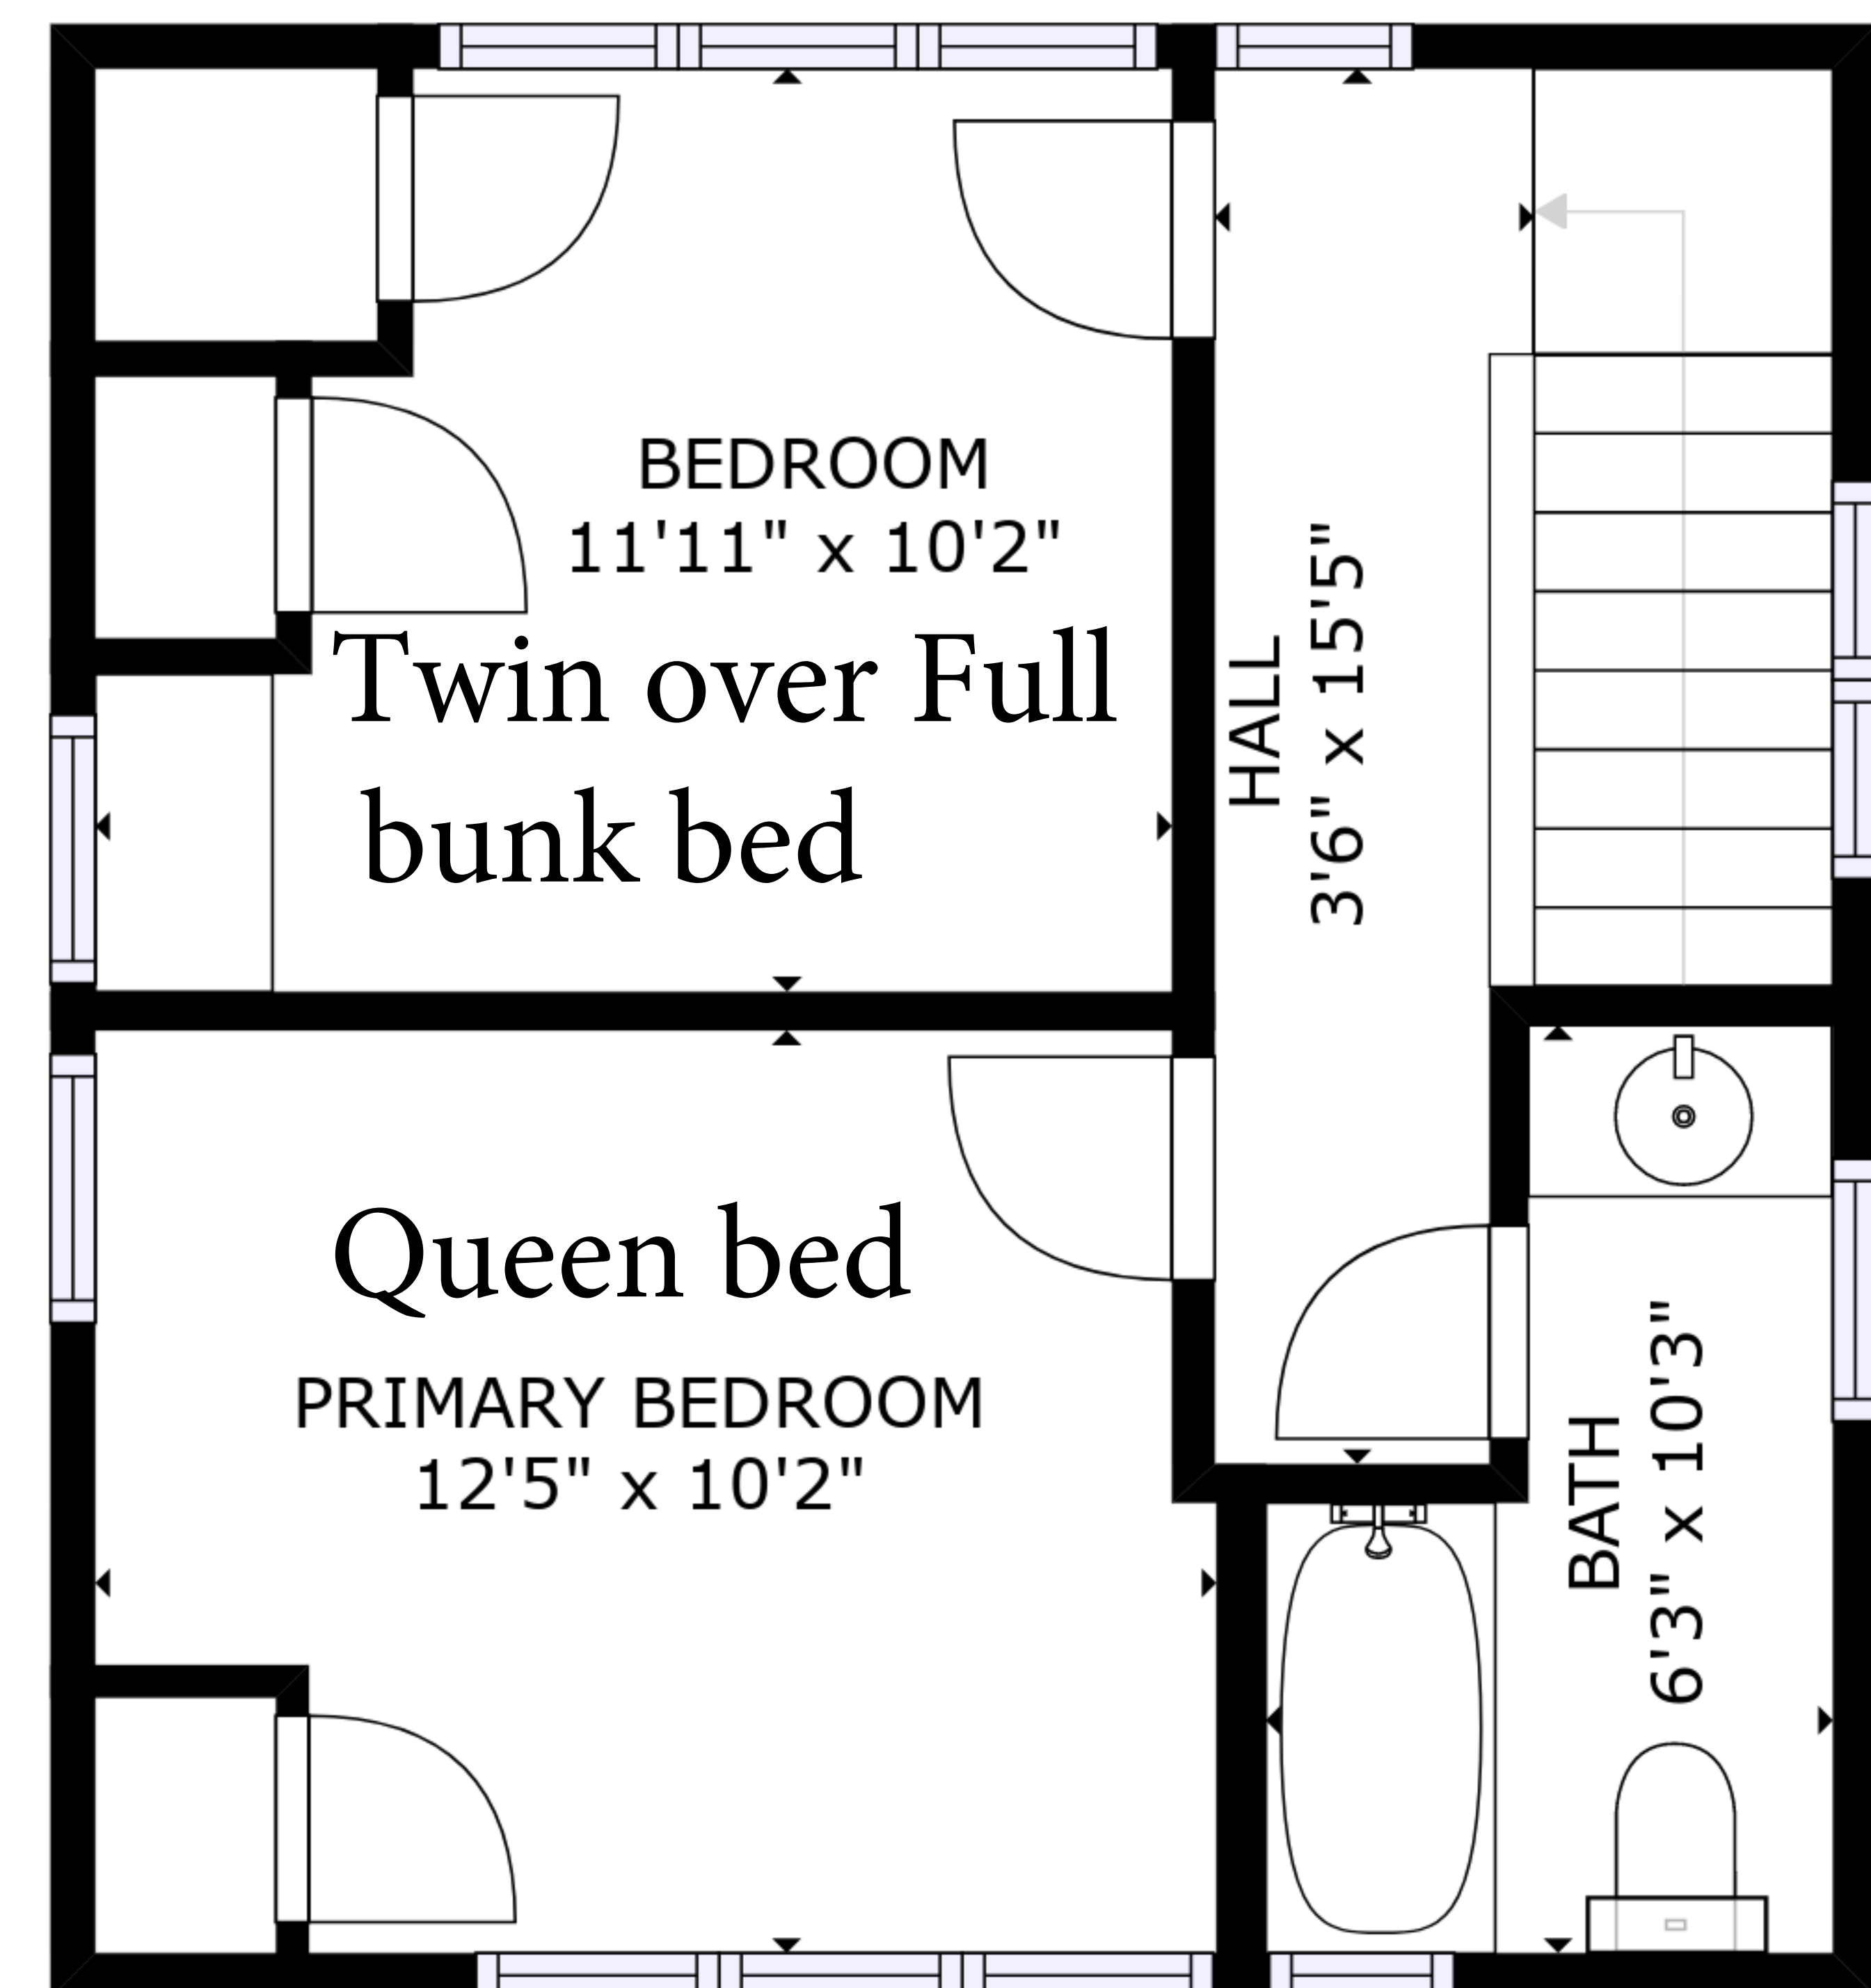 BEDROOM
11'11" x 10'2"
Twin over Full
bunk bed
HALL
3'6" x 15'5"
Queen bed
PRIMARY BEDROOM
12'5" x 10'2"
BATH
6'3" x 10'3"